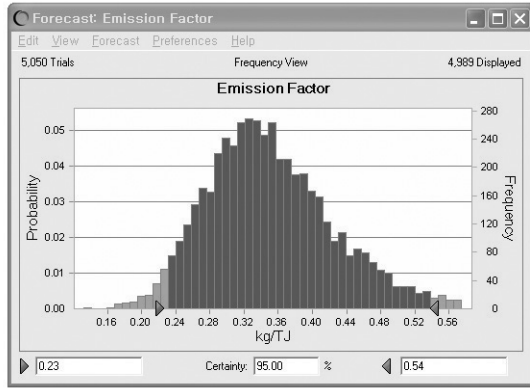 Forecast: Emission Factor
Edit View Forecast Preferences Help
5,050 Trials Frequency View 4,989 Displayed
Emission Factor
Probability
0.05
0.04
0.03
0.02
0.01
0.00
280
240
200
160
120
80
40
0
Frequency
0.16 0.20 0.24 0.28 0.32 0.36 0.40 0.44 0.48 0.52 0.56
kg/TJ
0.23 Certainty: 95.00 % 0.54